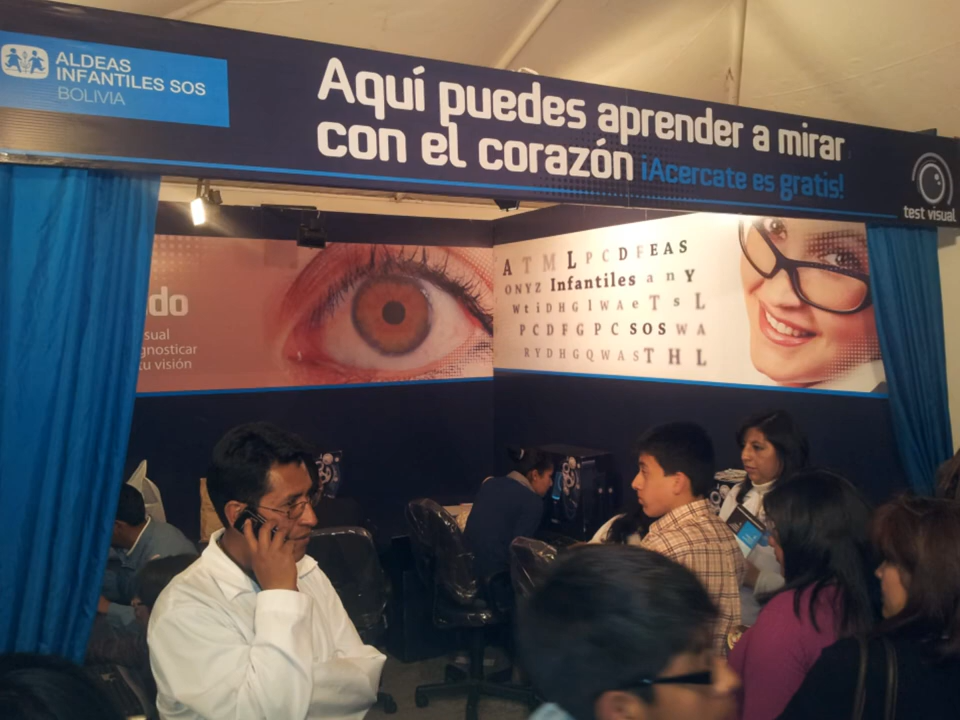 ALDEAS
INFANTILES SOS
BOLIVIA
Aquí puedes aprender a mirar
con el corazón ¡Acercate es gratis!
test visual
do
sual
gnosticar
tu visión
A T M L P C D F E A S
O N Y Z Infantiles a n Y
W t i D H G l W A e T s L
P C D F G P C S O S W A
R Y D H G Q W A S T H L